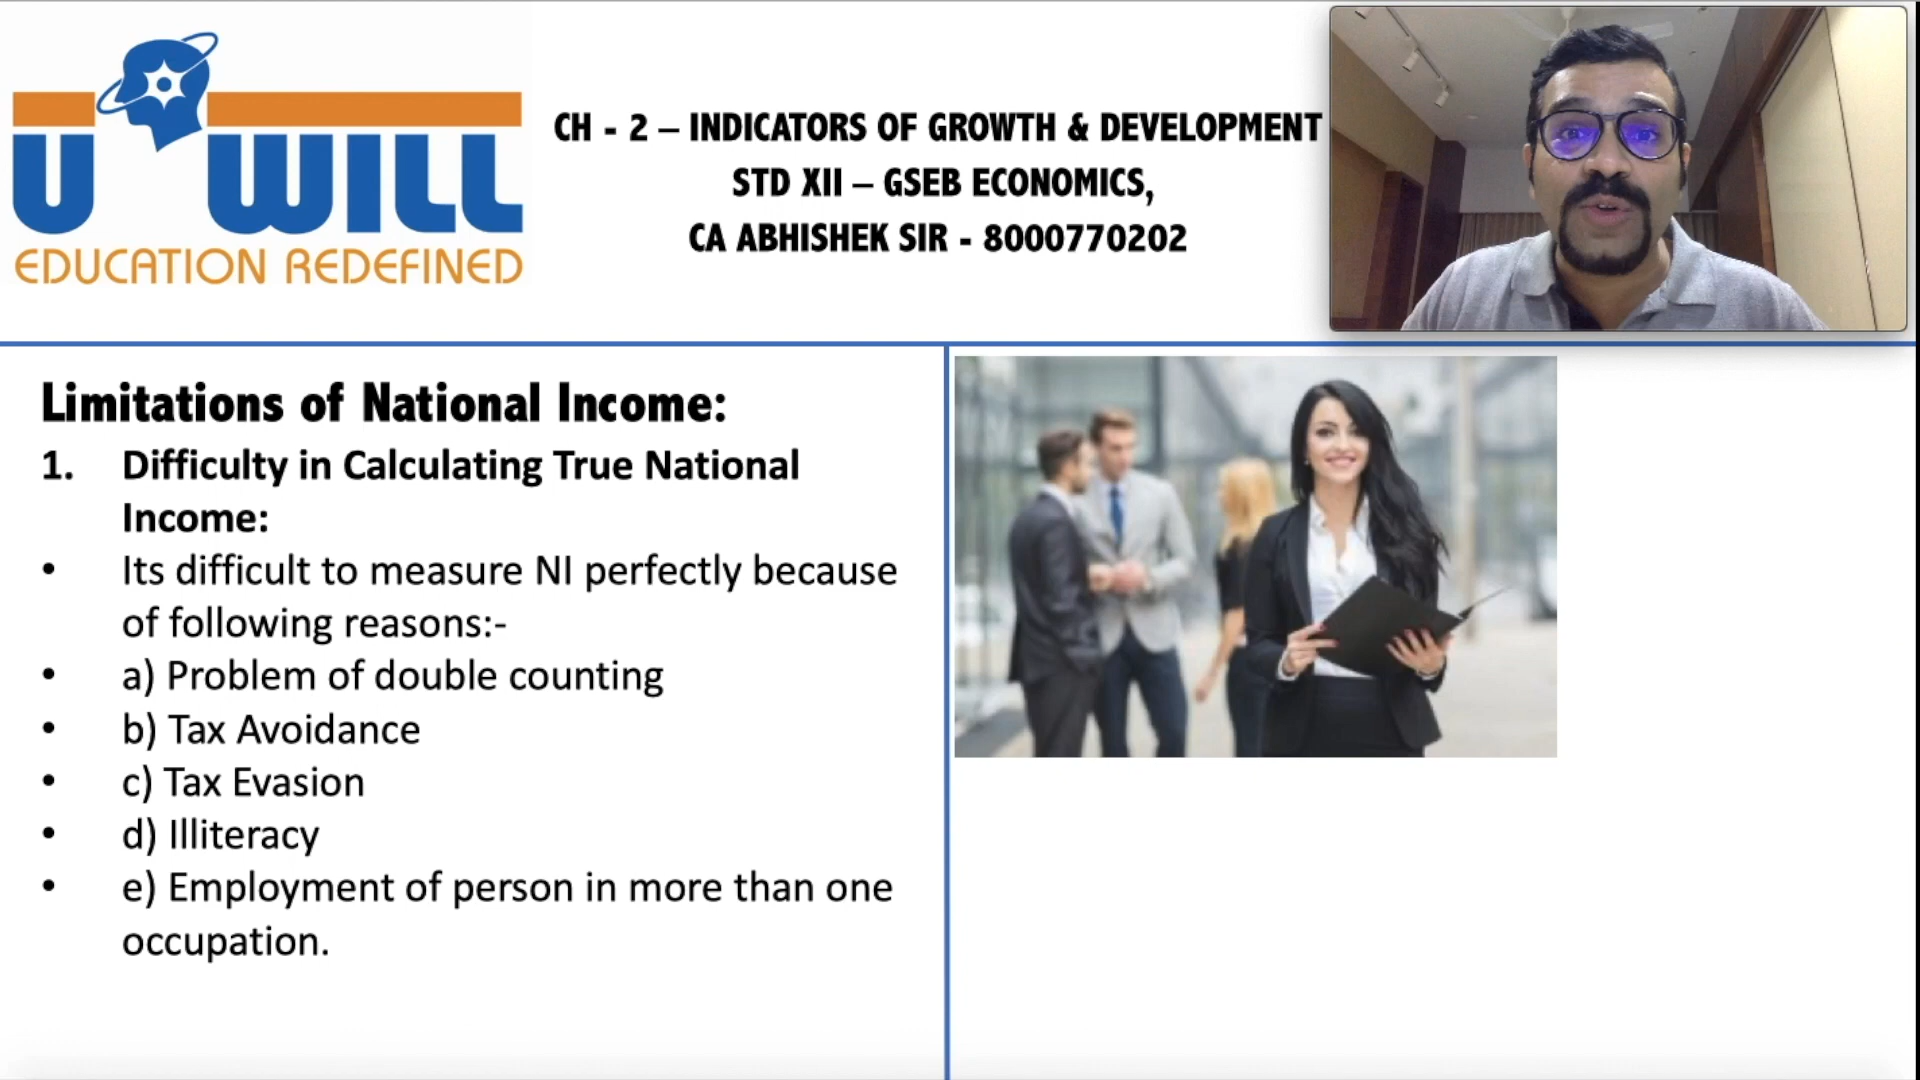 U WILL
EDUCATION REDEFINED
CH - 2 – INDICATORS OF GROWTH & DEVELOPMENT
STD XII – GSEB ECONOMICS,
CA ABHISHEK SIR - 8000770202
Limitations of National Income:
1. Difficulty in Calculating True National
Income:
• Its difficult to measure NI perfectly because
of following reasons:-
• a) Problem of double counting
• b) Tax Avoidance
• c) Tax Evasion
• d) Illiteracy
• e) Employment of person in more than one
occupation.